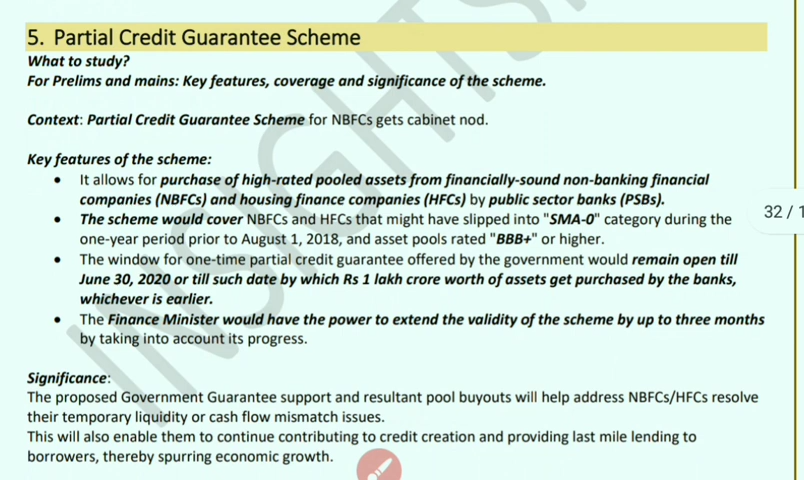 5. Partial Credit Guarantee Scheme
What to study?
For Prelims and mains: Key features, coverage and significance of the scheme.
Context: Partial Credit Guarantee Scheme for NBFCs gets cabinet nod.
Key features of the scheme:
• It allows for purchase of high-rated pooled assets from financially-sound non-banking financial
companies (NBFCs) and housing finance companies (HFCs) by public sector banks (PSBs).
• The scheme would cover NBFCs and HFCs that might have slipped into "SMA-0" category during the
one-year period prior to August 1, 2018, and asset pools rated "BBB+" or higher.
• The window for one-time partial credit guarantee offered by the government would remain open till
June 30, 2020 or till such date by which Rs 1 lakh crore worth of assets get purchased by the banks,
whichever is earlier.
• The Finance Minister would have the power to extend the validity of the scheme by up to three months
by taking into account its progress.
Significance:
The proposed Government Guarantee support and resultant pool buyouts will help address NBFCs/HFCs resolve
their temporary liquidity or cash flow mismatch issues.
This will also enable them to continue contributing to credit creation and providing last mile lending to
borrowers, thereby spurring economic growth.
32 / 1
INSIGHTS